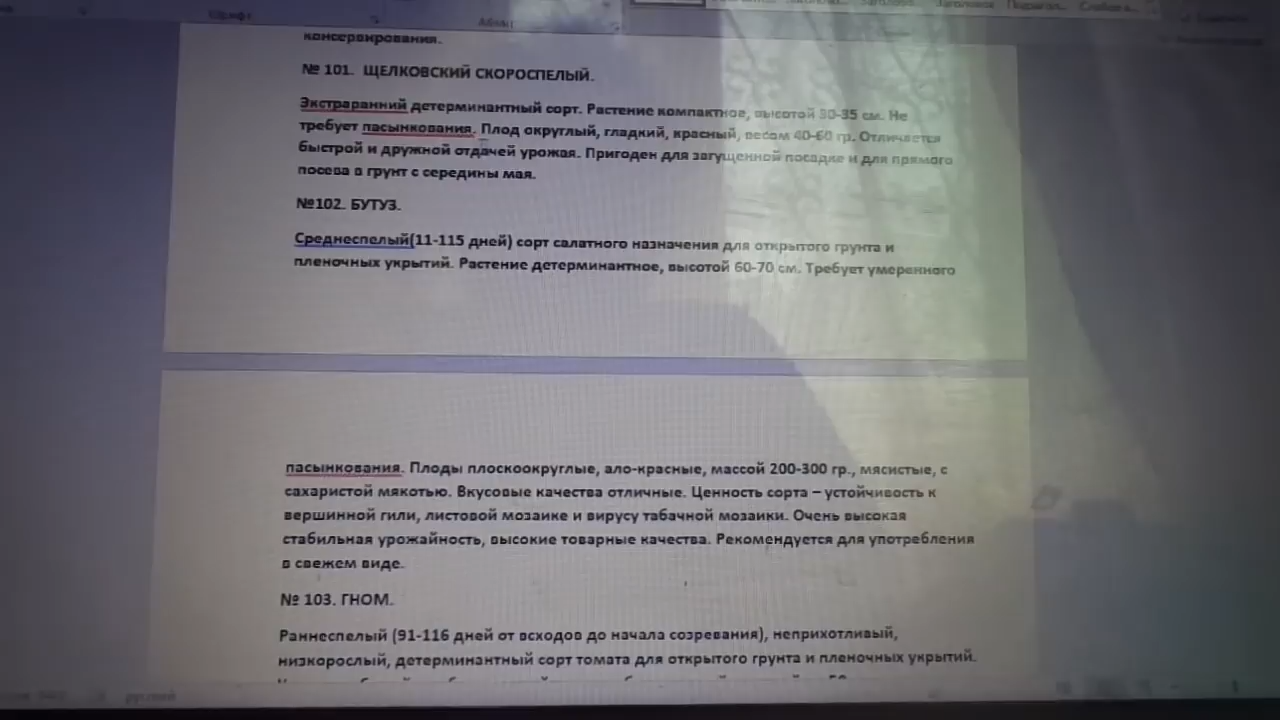 Шрифт
Абзац
консервирования.
№ 101. ЩЕЛКОВСКИЙ СКОРОСПЕЛЫЙ.
Экстраранний детерминантный сорт. Растение компактное, высотой 30-35 см. Не
требует пасынкования. Плод округлый, гладкий, красный, весом 40-60 гр. Отличается
быстрой и дружной отдачей урожая. Пригоден для загущенной посадке и для прямого
посева в грунт с середины мая.
№102. БУТУЗ.
Среднеспелый(11-115 дней) сорт салатного назначения для открытого грунта и
пленочных укрытий. Растение детерминантное, высотой 60-70 см. Требует умеренного
пасынкования. Плоды плоскоокруглые, ало-красные, массой 200-300 гр., мясистые, с
сахаристой мякотью. Вкусовые качества отличные. Ценность сорта – устойчивость к
вершинной гили, листовой мозаике и вирусу табачной мозаики. Очень высокая
стабильная урожайность, высокие товарные качества. Рекомендуется для употребления
в свежем виде.
№ 103. ГНОМ.
Раннеспелый (91-116 дней от всходов до начала созревания), неприхотливый,
низкорослый, детерминантный сорт томата для открытого грунта и пленочных укрытий.
русский